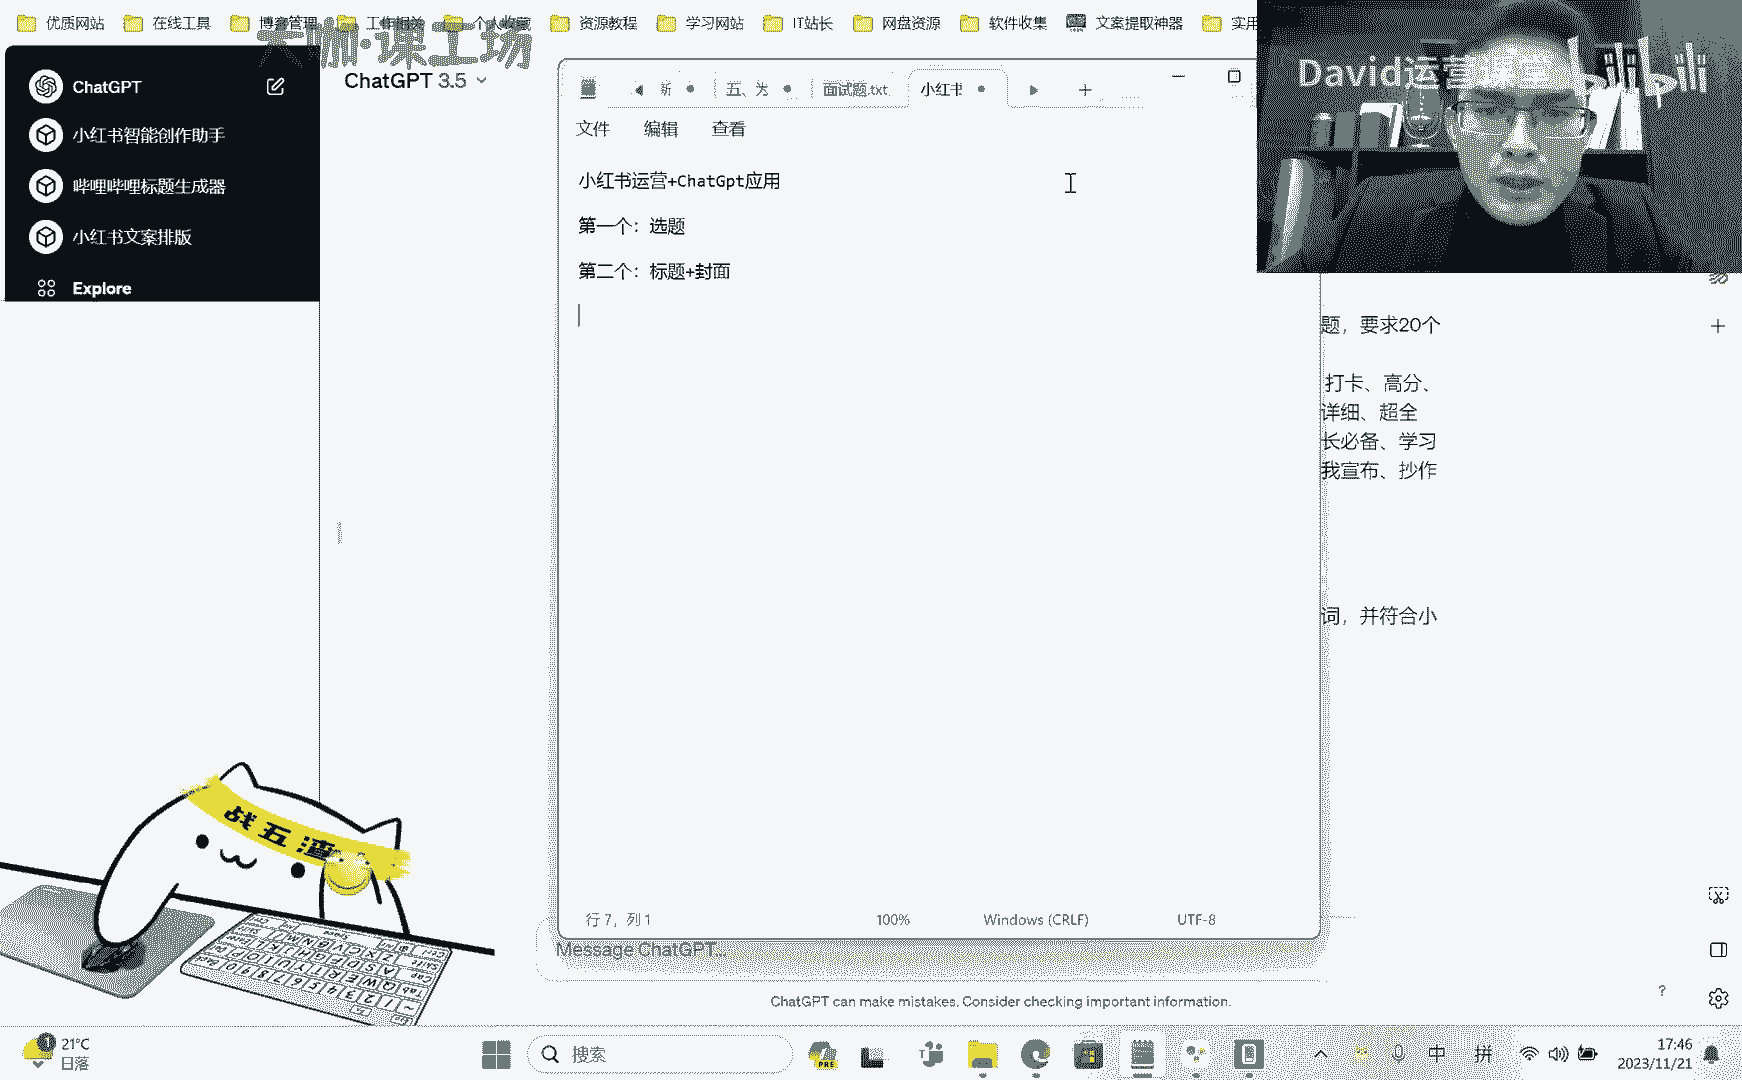 优质网站 在线工具 博客管理 工作相关 个人收藏 资源教程 学习网站 IT站长 网盘资源 软件收集 文案提取神器 实用
大咖·课工场
David运营课堂
bilibili
ChatGPT
小红书智能创作助手
哔哩哔哩标题生成器
小红书文案排版
Explore
ChatGPT 3.5
五、为 面试题.txt 小红书
文件 编辑 查看
小红书运营+ChatGpt应用
第一个：选题
第二个：标题+封面
题，要求20个
打卡、高分、
详细、超全
长必备、学习
我宣布、抄作
词，并符合小
战五渣
行 7，列 1 100% Windows (CRLF) UTF-8
Message ChatGPT...
ChatGPT can make mistakes. Consider checking important information.
?
21°C
日落
搜索
PRE
中 拼
17:46
2023/11/21